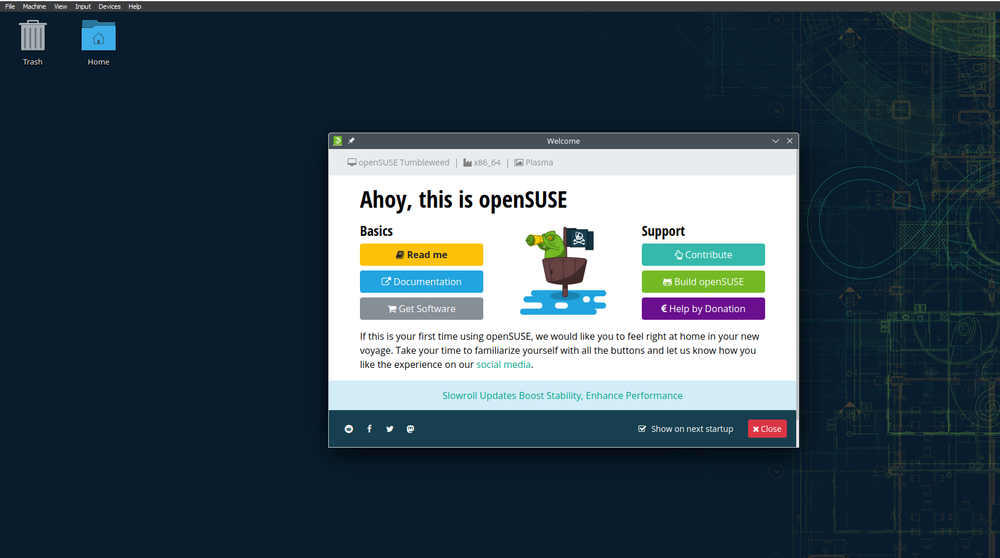 File Machine View Input Devices Help
Trash
Home
Welcome
openSUSE Tumbleweed | x86_64 | Plasma
Ahoy, this is openSUSE
Basics
Read me
Documentation
Get Software
Support
Contribute
Build openSUSE
€ Help by Donation
If this is your first time using openSUSE, we would like you to feel right at home in your new
voyage. Take your time to familiarize yourself with all the buttons and let us know how you
like the experience on our social media.
Slowroll Updates Boost Stability, Enhance Performance
Show on next startup
Close
9
8
4